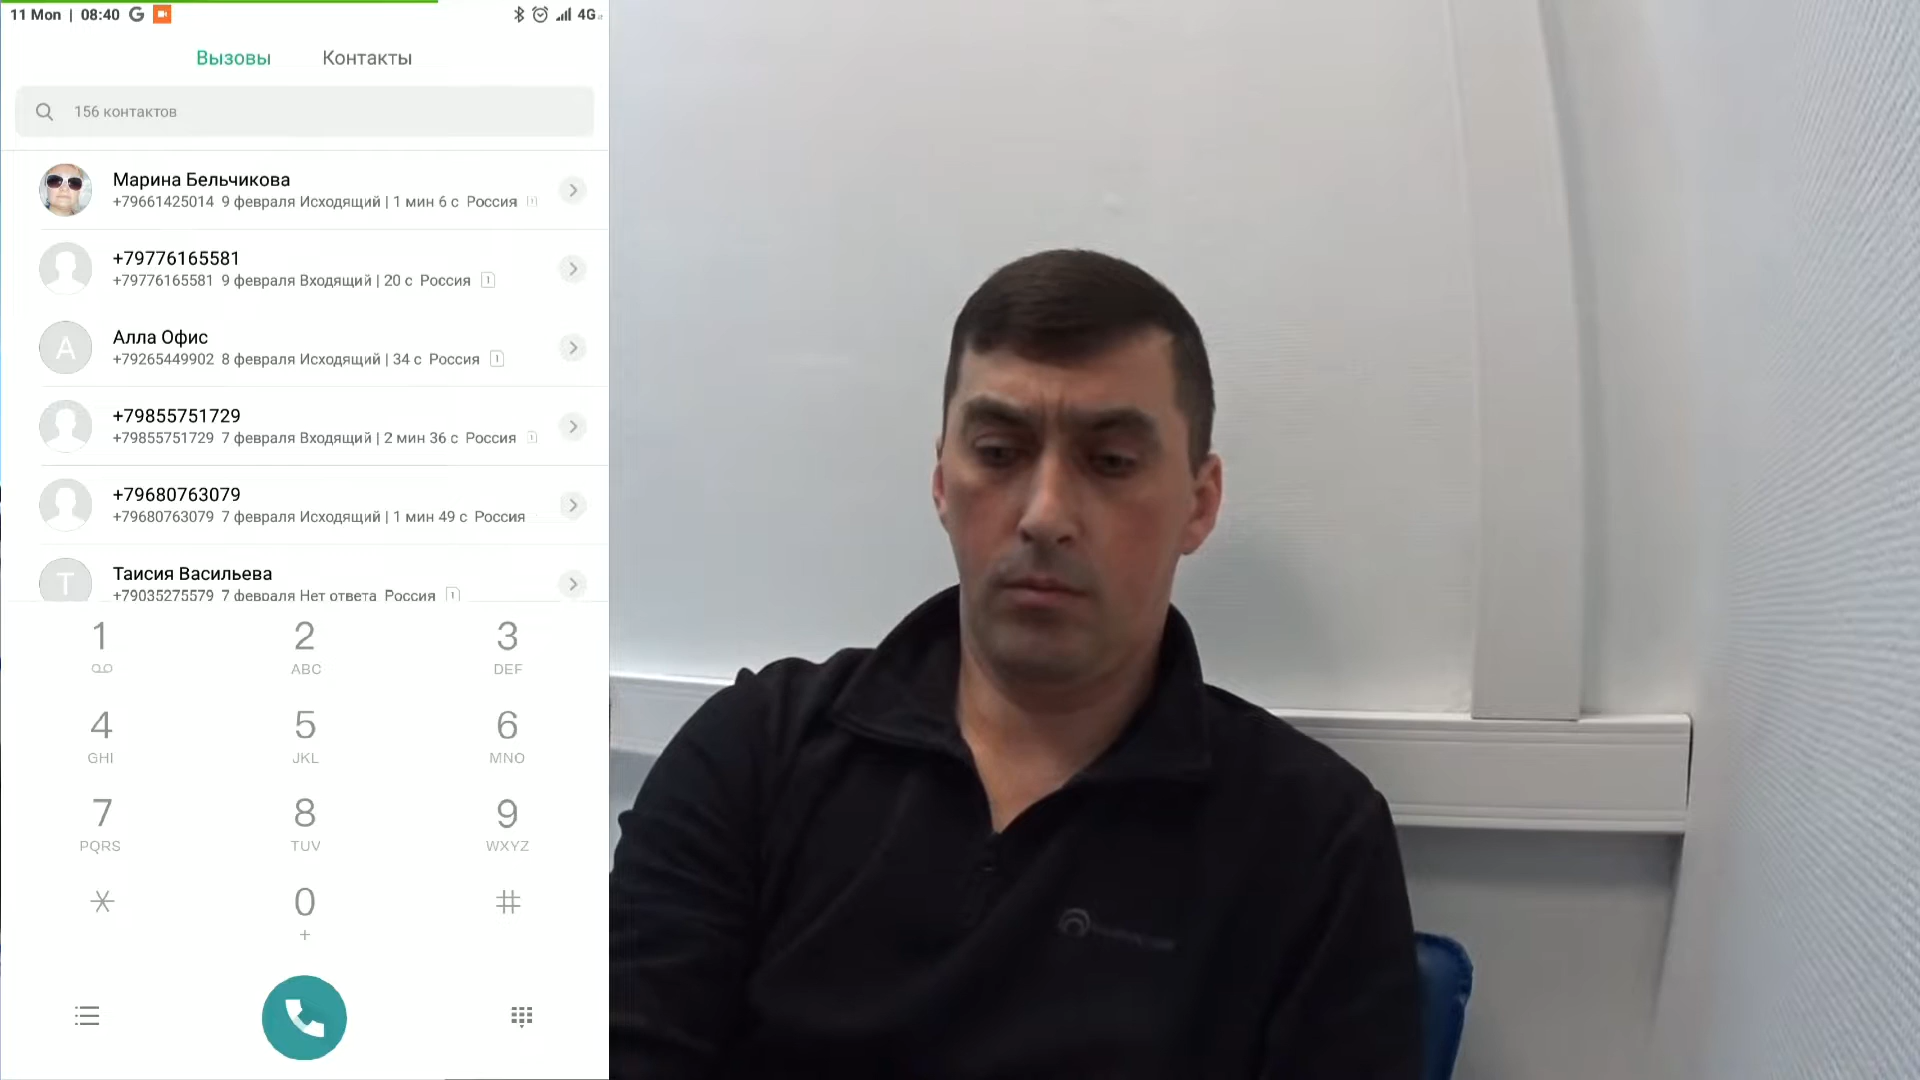 11 Mon | 08:40
4G
Вызовы Контакты
156 контактов
Марина Бельчикова
+79661425014 9 февраля Исходящий | 1 мин 6 с Россия
+79776165581
+79776165581 9 февраля Входящий | 20 с Россия 1
Алла Офис
+79265449902 8 февраля Исходящий | 34 с Россия 1
+79855751729
+79855751729 7 февраля Входящий | 2 мин 36 с Россия 1
+79680763079
+79680763079 7 февраля Исходящий | 1 мин 49 с Россия
Таисия Васильева
+79035275579 7 февраля Нет ответа Россия 1
А
Т
1 2 3
ABC DEF
4 5 6
GHI JKL MNO
7 8 9
PQRS TUV WXYZ
* 0 #
+